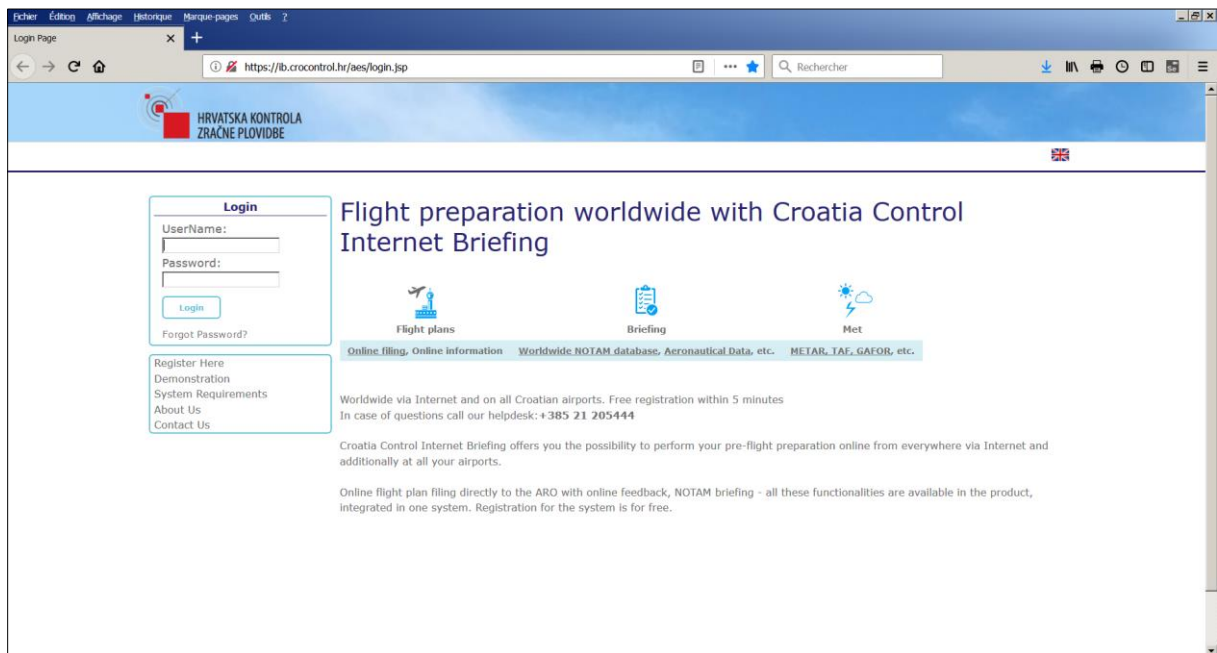 Fichier Édition Affichage Historique Marque-pages Outils ?
Login Page
https://ib.crocontrol.hr/aes/login.jsp
Rechercher
HRVATSKA KONTROLA
ZRAČNE PLOVIDBE
Login
UserName:
Password:
Login
Forgot Password?
Register Here
Demonstration
System Requirements
About Us
Contact Us
Flight preparation worldwide with Croatia Control
Internet Briefing
Flight plans Briefing Met
Online filing, Online information Worldwide NOTAM database, Aeronautical Data, etc. METAR, TAF, GAFOR, etc.
Worldwide via Internet and on all Croatian airports. Free registration within 5 minutes
In case of questions call our helpdesk:+385 21 205444
Croatia Control Internet Briefing offers you the possibility to perform your pre-flight preparation online from everywhere via Internet and
additionally at all your airports.
Online flight plan filing directly to the ARO with online feedback, NOTAM briefing - all these functionalities are available in the product,
integrated in one system. Registration for the system is for free.